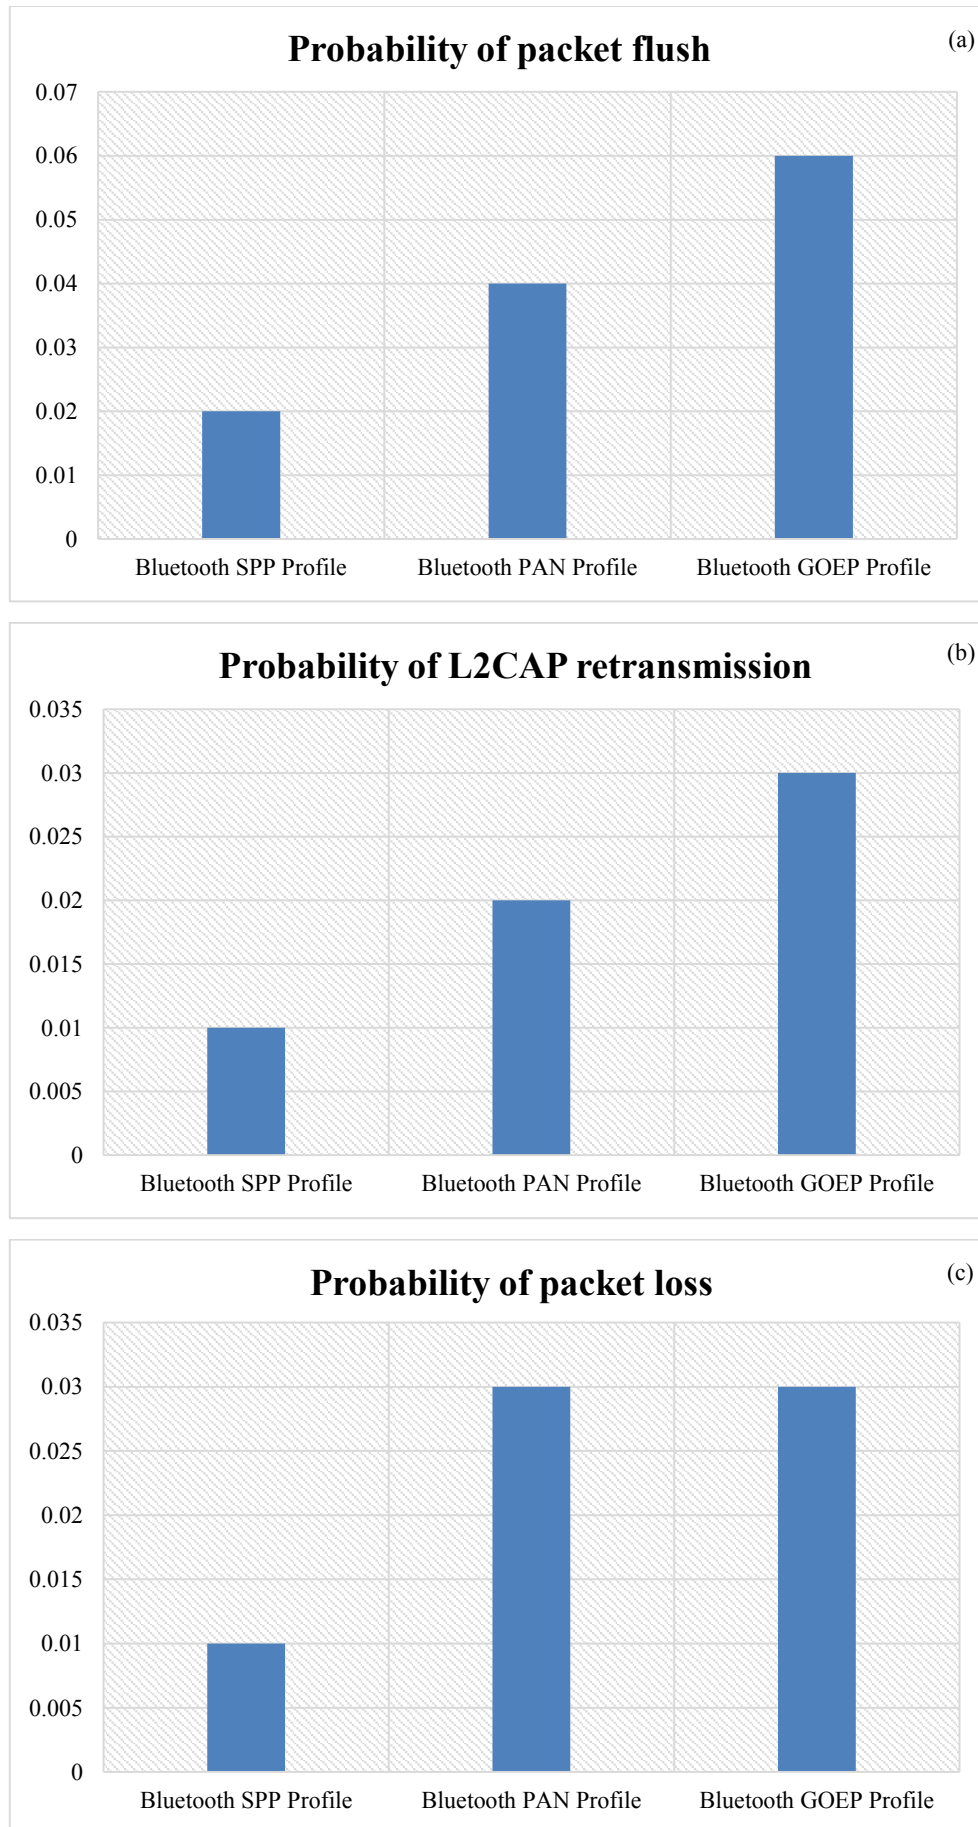 Probability of packet flush
(a)
0.07
0.06
0.05
0.04
0.03
0.02
0.01
0
Bluetooth SPP Profile
Bluetooth PAN Profile
Bluetooth GOEP Profile
Probability of L2CAP retransmission
(b)
0.035
0.03
0.025
0.02
0.015
0.01
0.005
0
Bluetooth SPP Profile
Bluetooth PAN Profile
Bluetooth GOEP Profile
Probability of packet loss
(c)
0.035
0.03
0.025
0.02
0.015
0.01
0.005
0
Bluetooth SPP Profile
Bluetooth PAN Profile
Bluetooth GOEP Profile